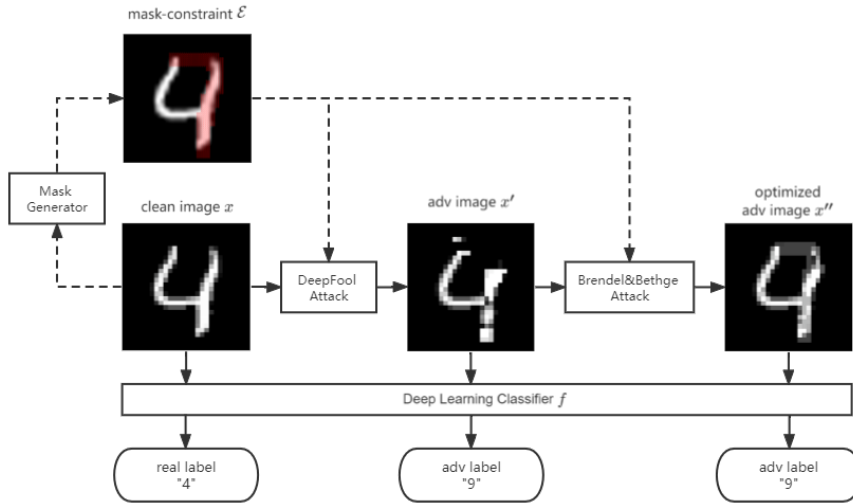 mask-constraint ℰ
Mask
Generator
clean image x
adv image x′
optimized
adv image x″
DeepFool
Attack
Brendel&Bethge
Attack
Deep Learning Classifier f
real label
"4"
adv label
"9"
adv label
"9"